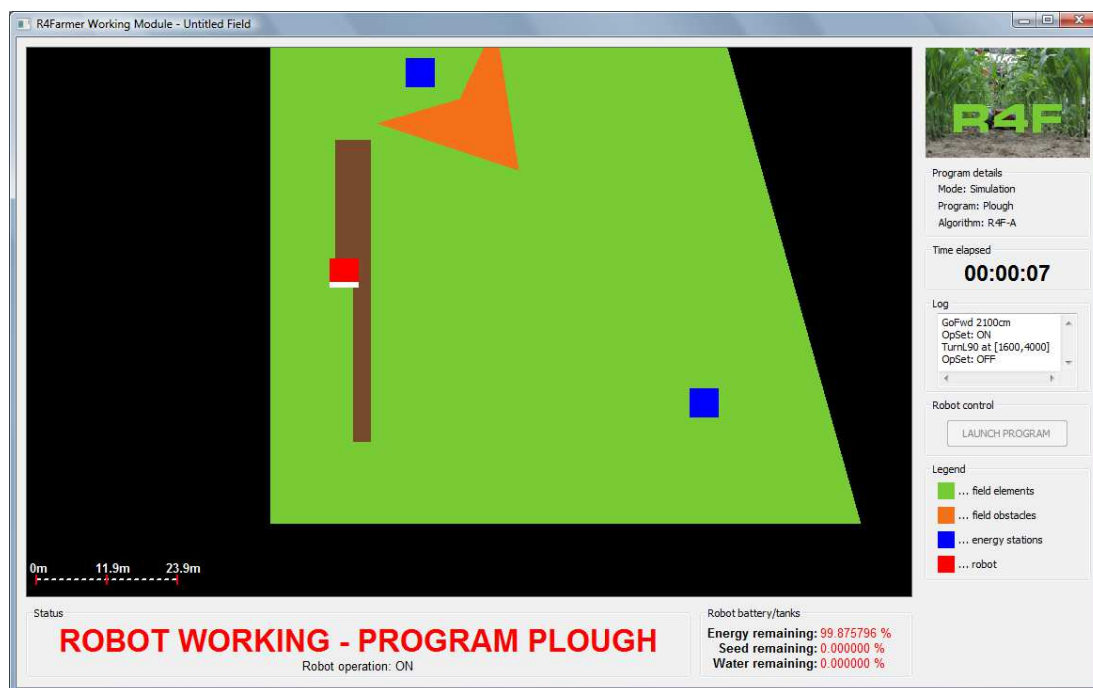 R4Farmer Working Module - Untitled Field
R4F
Program details
Mode: Simulation
Program: Plough
Algorithm: R4F-A
Time elapsed
00:00:07
Log
GoFwd 2100cm
OpSet: ON
TurnL90 at [1600,4000]
OpSet: OFF
Robot control
LAUNCH PROGRAM
Legend
... field elements
... field obstacles
... energy stations
... robot
0m 11.9m 23.9m
Status
ROBOT WORKING - PROGRAM PLOUGH
Robot operation: ON
Robot battery/tanks
Energy remaining: 99.875796 %
Seed remaining: 0.000000 %
Water remaining: 0.000000 %